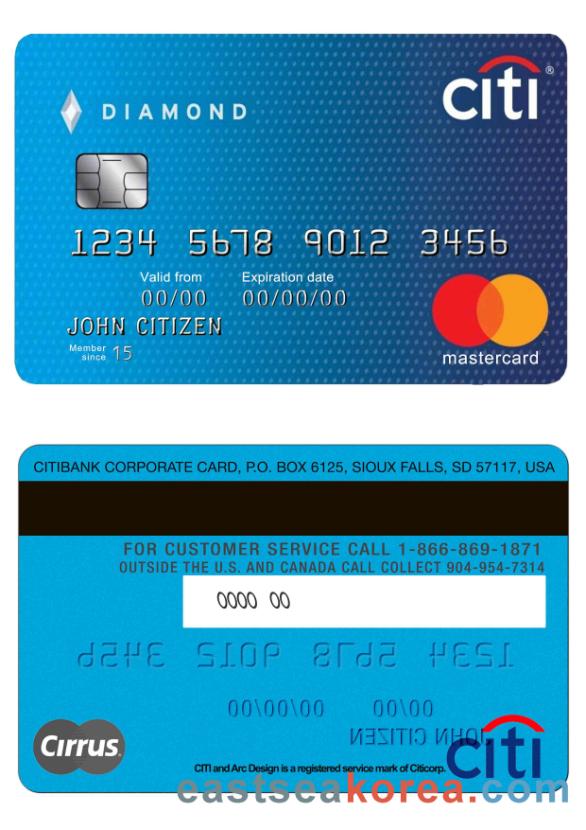 citi®
DIAMOND
1234 5678 9012 3456
Valid from Expiration date
00/00 00/00/00
JOHN CITIZEN
Member since 15
mastercard
CITIBANK CORPORATE CARD, P.O. BOX 6125, SIOUX FALLS, SD 57117, USA
FOR CUSTOMER SERVICE CALL 1-866-869-1871
OUTSIDE THE U.S. AND CANADA CALL COLLECT 904-954-7314
0000 00
1234 5678 9012 3456
00/00 00/00/00
JOHN CITIZEN
Cirrus
citi
CITI and Arc Design is a registered service mark of Citicorp.
eastseakorea.com